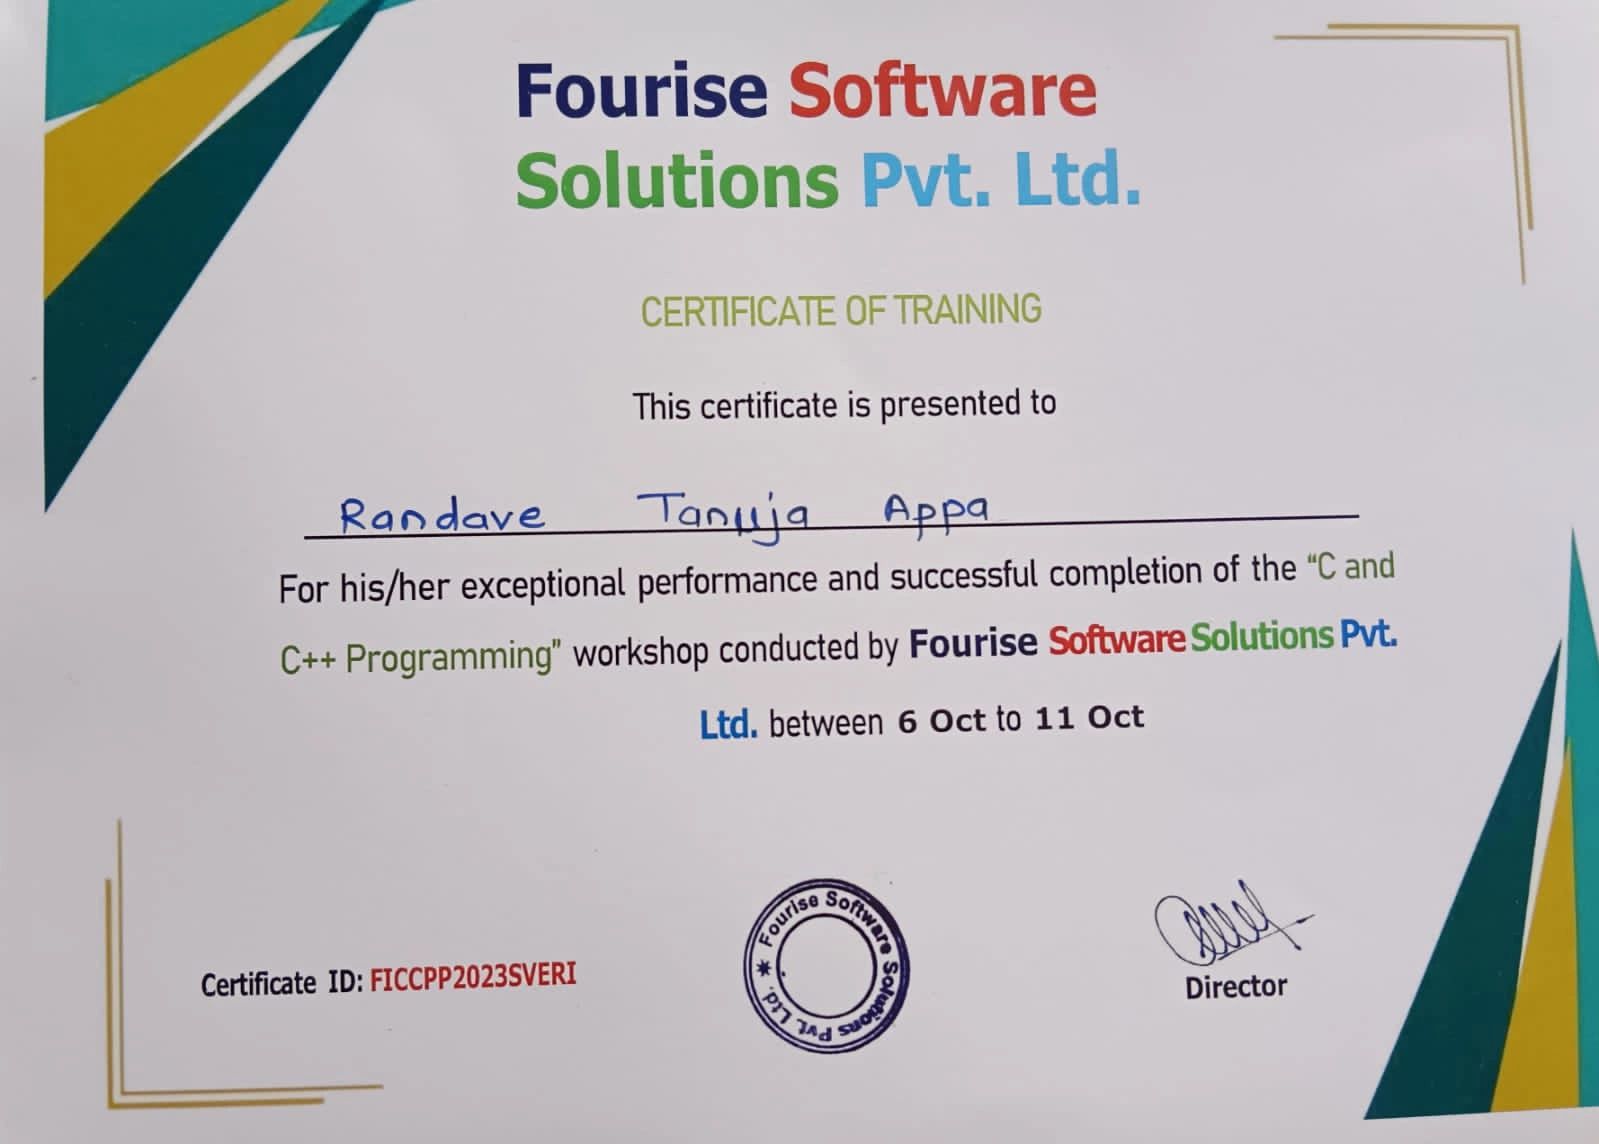 Fourise Software
Solutions Pvt. Ltd.
CERTIFICATE OF TRAINING
This certificate is presented to
Randave Tanuja Appa
For his/her exceptional performance and successful completion of the “C and
C++ Programming” workshop conducted by Fourise Software Solutions Pvt.
Ltd. between 6 Oct to 11 Oct
Certificate ID: FICCPP2023SVERI
Fourise Software Solutions Pvt. Ltd.
Director